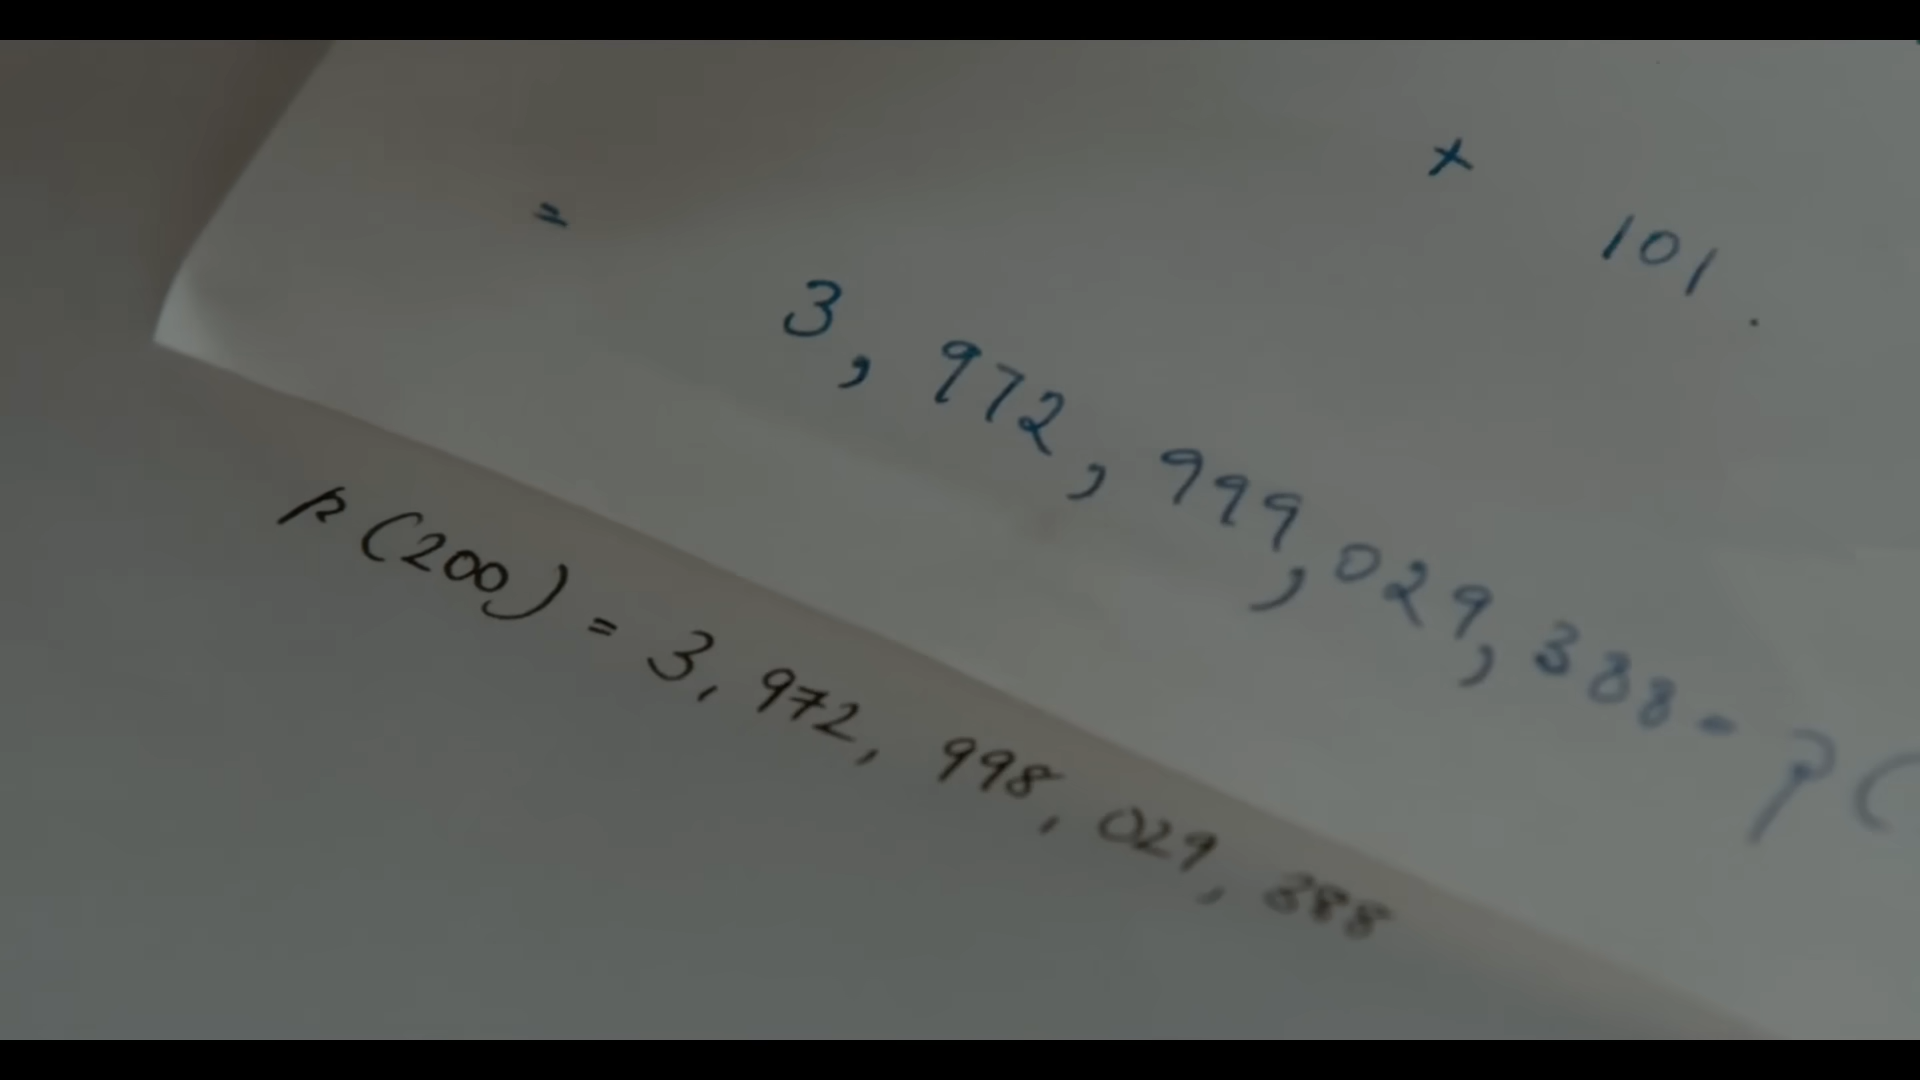 + 101.
= 3,972,999,029,388 - P(
p(200) = 3,972,998,029,388